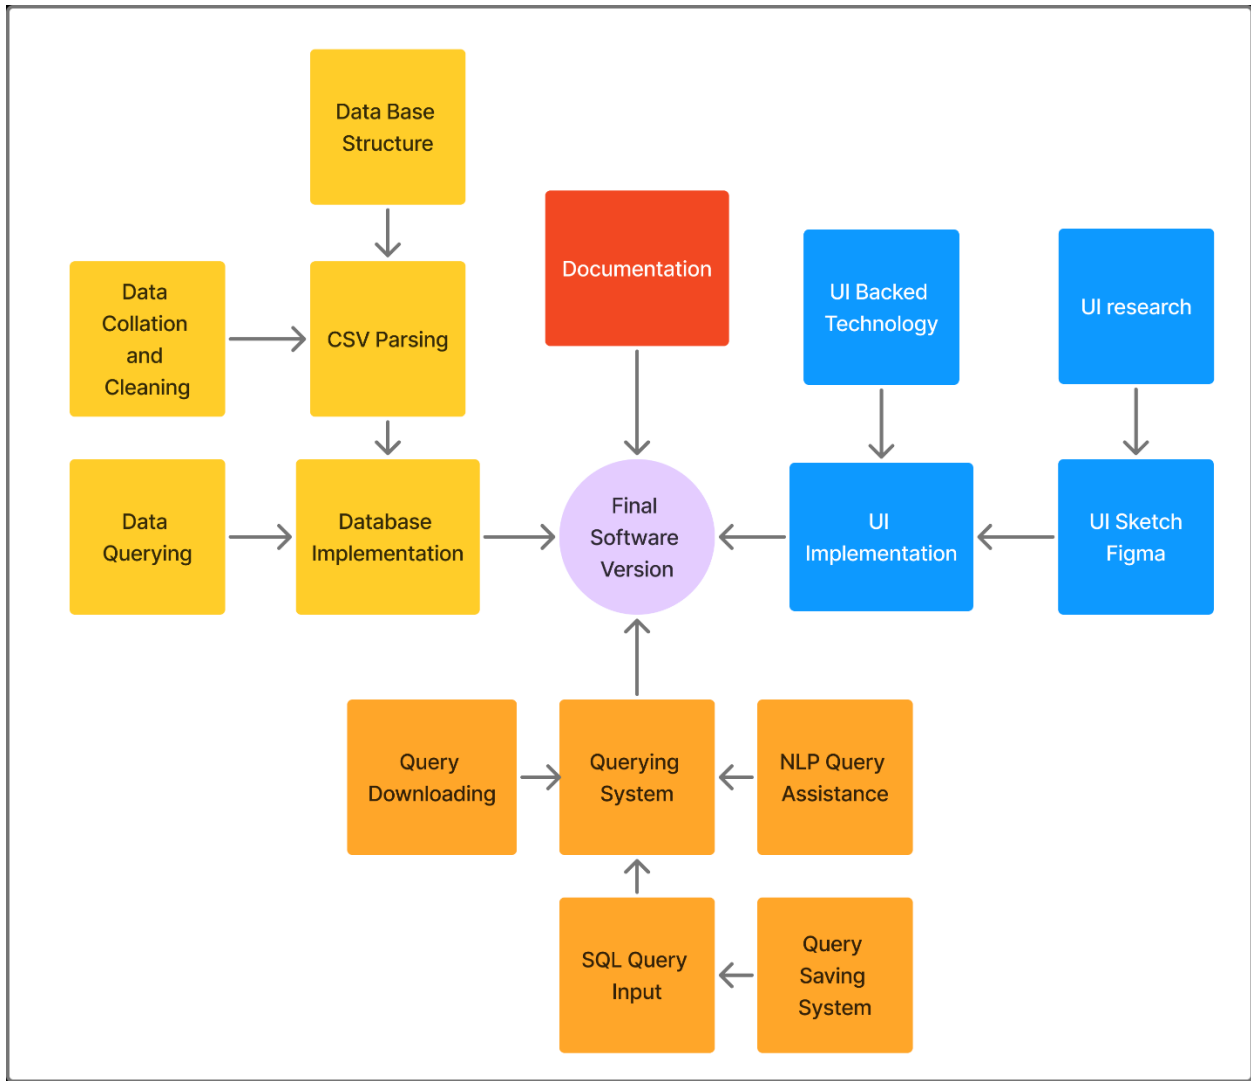 Data Base
Structure
Documentation
UI Backed
Technology
UI research
Data
Collation
and
Cleaning
CSV Parsing
Data
Querying
Database
Implementation
Final
Software
Version
UI
Implementation
UI Sketch
Figma
Query
Downloading
Querying
System
NLP Query
Assistance
SQL Query
Input
Query
Saving
System